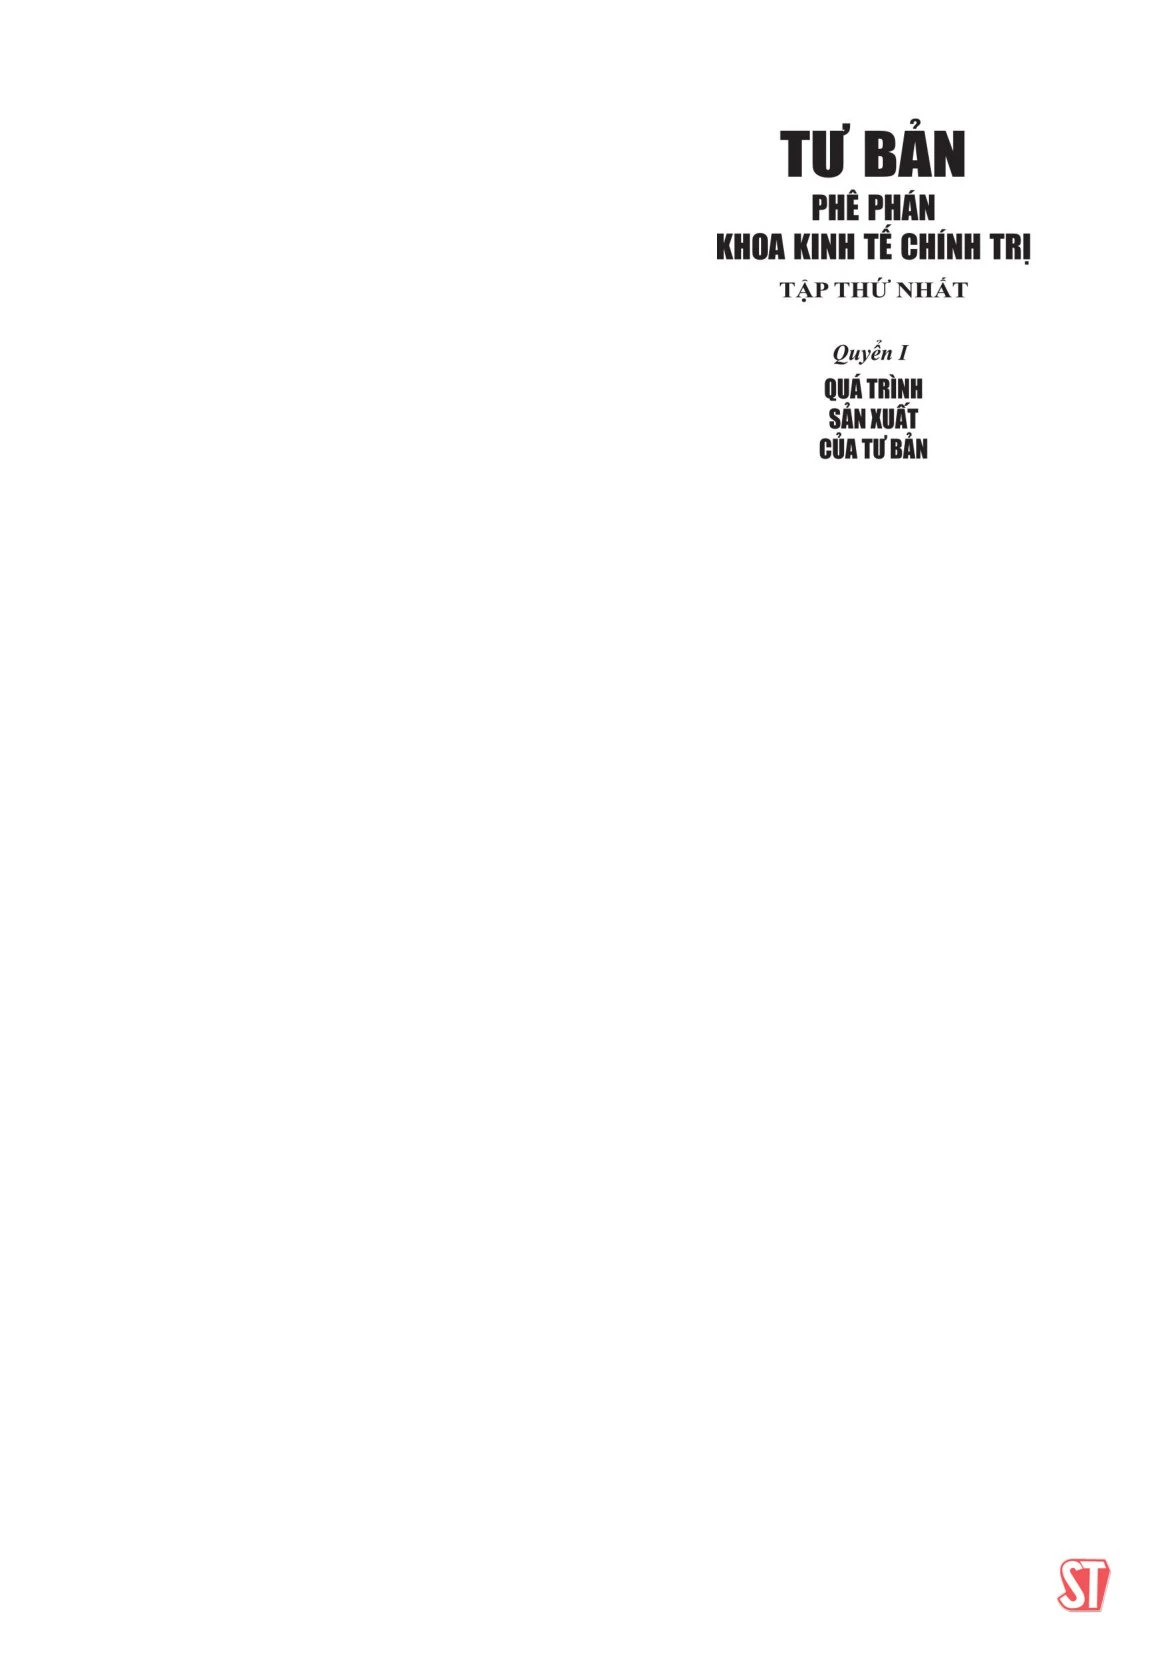 TƯ BẢN
PHÊ PHÁN
KHOA KINH TẾ CHÍNH TRỊ
TẬP THỨ NHẤT
Quyển I
QUÁ TRÌNH
SẢN XUẤT
CỦA TƯ BẢN
ST